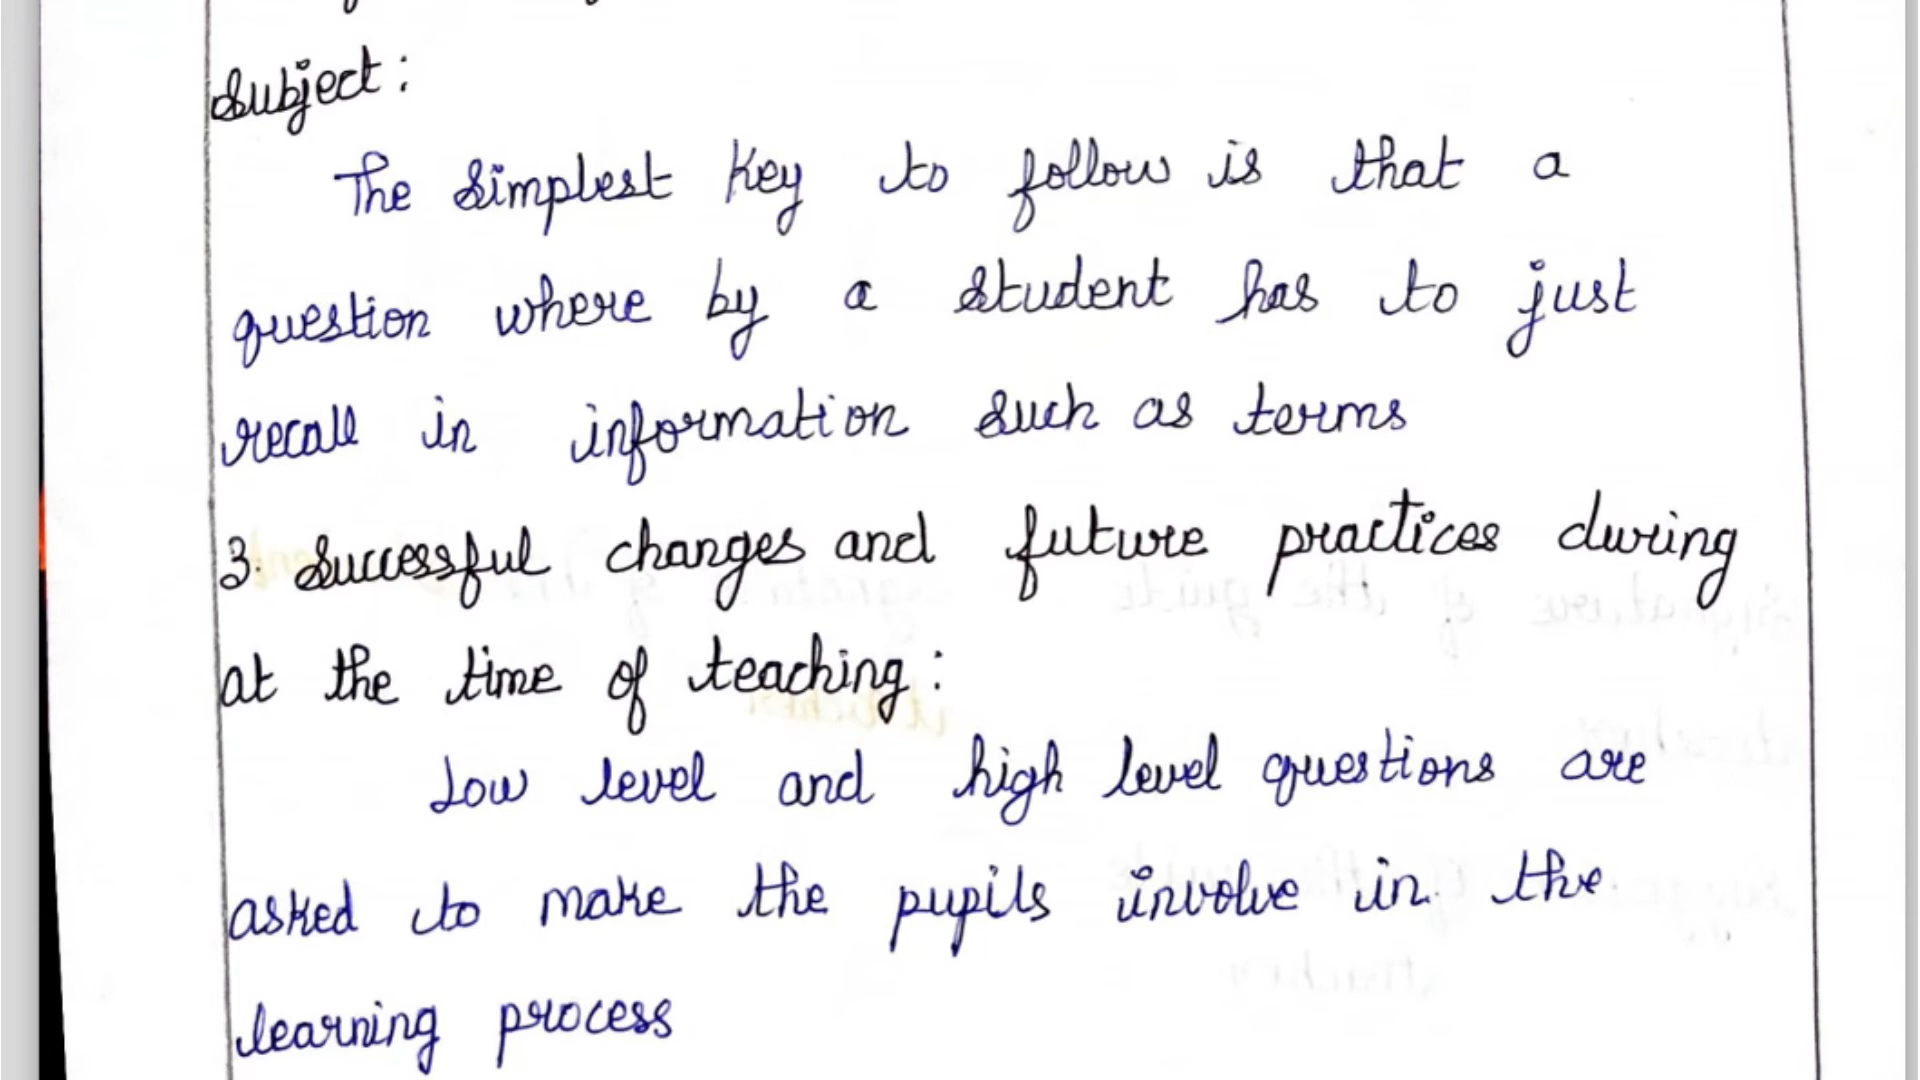 Subject:
The simplest key to follow is that a
question where by a student has to just
recall in information such as terms
3. Successful changes and future practices during
at the time of teaching:
Low level and high level questions are
asked to make the pupils involve in the
learning process